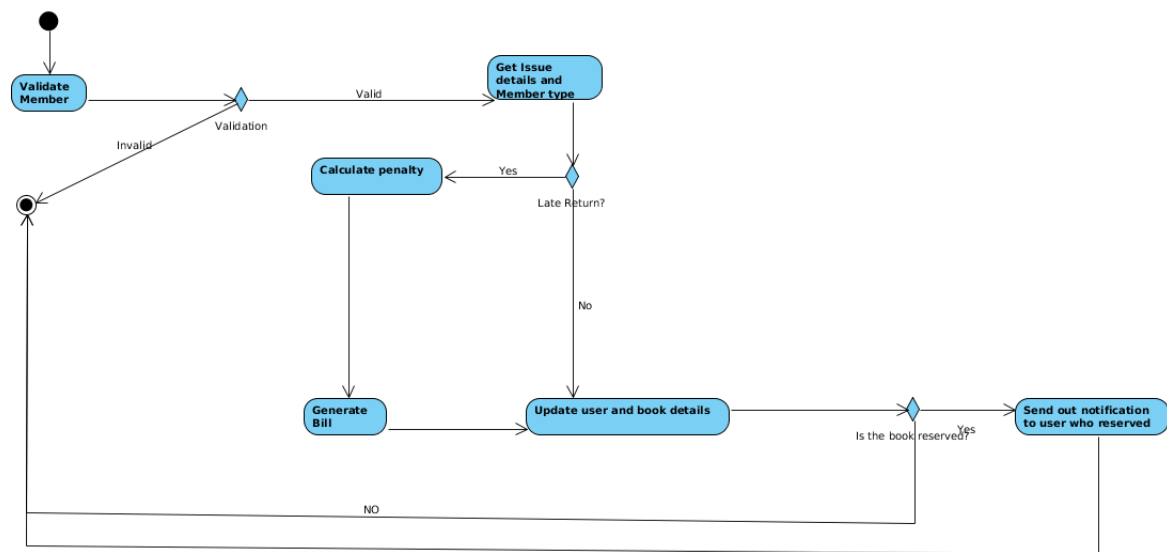 Get Issue
details and
Member type
Validate
Member
Valid
Validation
Invalid
Calculate penalty
Yes
Late Return?
No
Generate
Bill
Update user and book details
Is the book reserved?
Yes
Send out notification
to user who reserved
NO